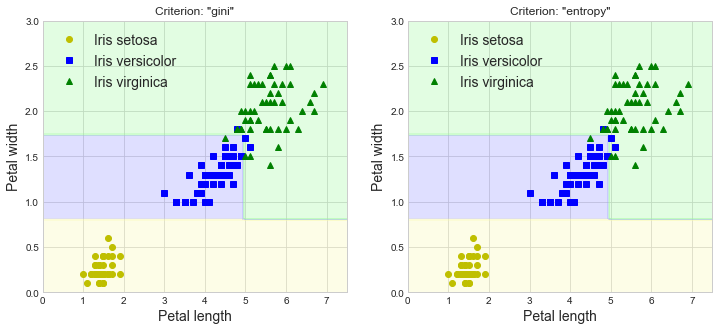 Criterion: "gini"
Criterion: "entropy"
3.0
2.5
2.0
1.5
1.0
0.5
0.0
Petal width
Iris setosa
Iris versicolor
Iris virginica
0
1
2
3
4
5
6
7
Petal length
3.0
2.5
2.0
1.5
1.0
0.5
0.0
Petal width
Iris setosa
Iris versicolor
Iris virginica
0
1
2
3
4
5
6
7
Petal length